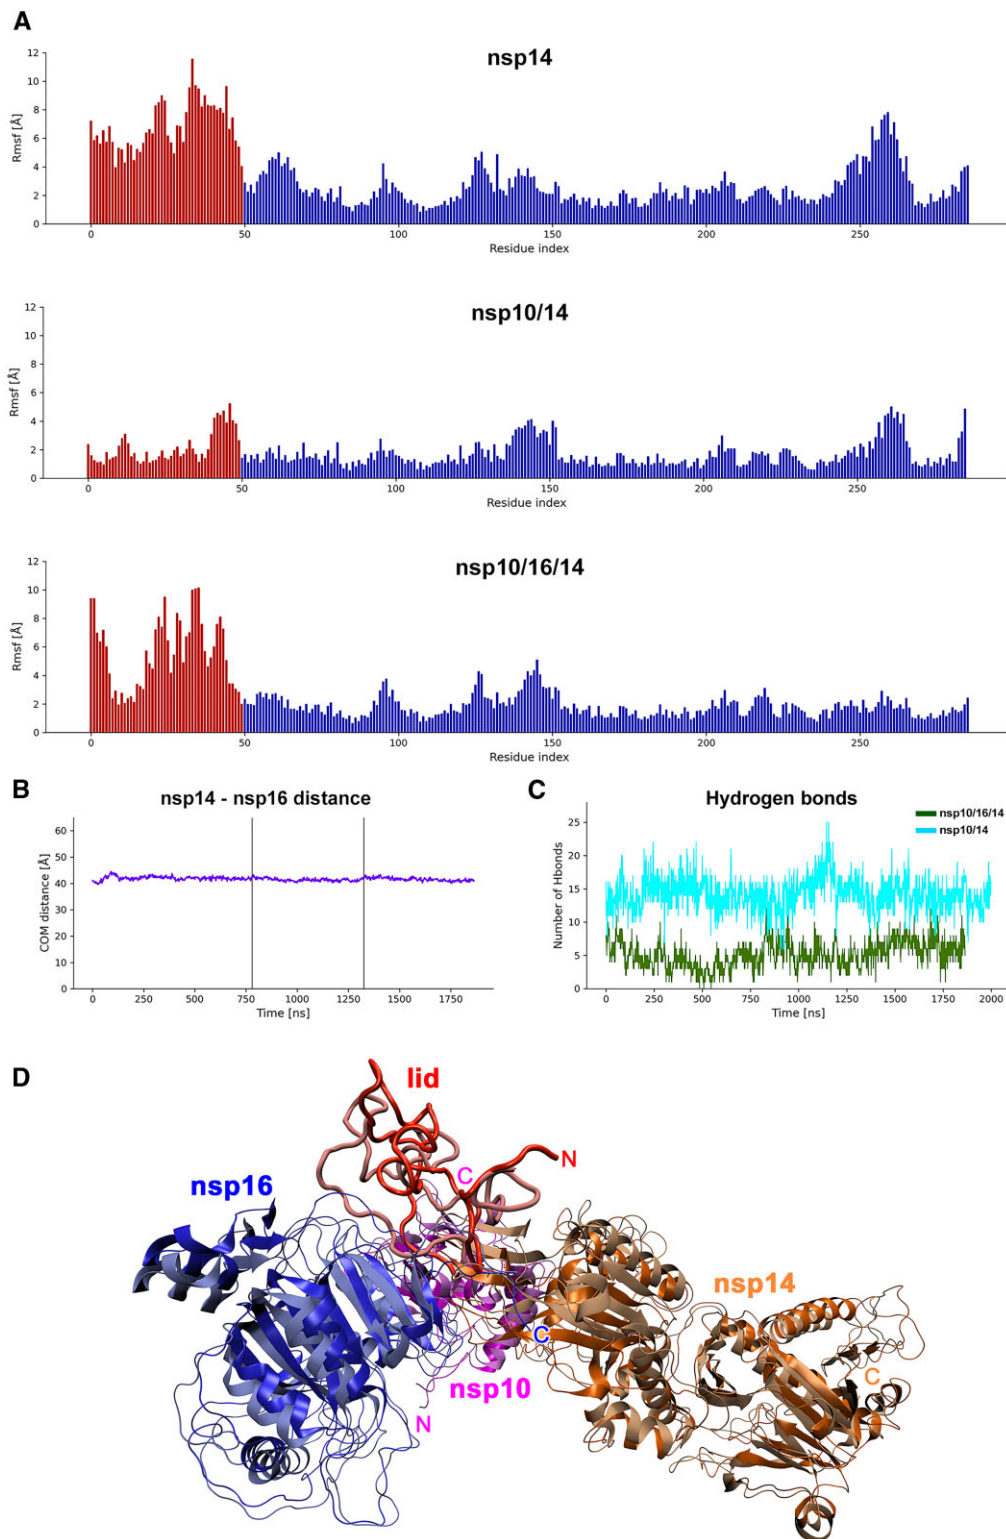 A
nsp14
12
10
8
6
4
2
0
Rmsf [Å]
0 50 100 150 200 250
Residue index
nsp10/14
12
10
8
6
4
2
0
Rmsf [Å]
0 50 100 150 200 250
Residue index
nsp10/16/14
12
10
8
6
4
2
0
Rmsf [Å]
0 50 100 150 200 250
Residue index
B
nsp14 - nsp16 distance
60
50
40
30
20
10
0
COM distance [Å]
0 250 500 750 1000 1250 1500 1750
Time [ns]
C
Hydrogen bonds
nsp10/16/14
nsp10/14
25
20
15
10
5
0
Number of Hbonds
0 250 500 750 1000 1250 1500 1750 2000
Time [ns]
D
lid
N
C
nsp16
nsp14
C
C
nsp10
N